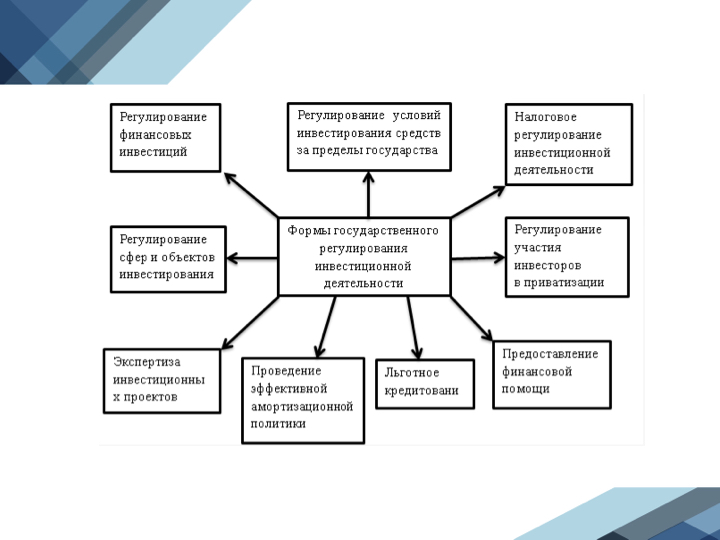 Регулирование
финансовых
инвестиций
Регулирование условий
инвестирования средств
за пределы государства
Налоговое
регулирование
инвестиционной
деятельности
Формы государственного
регулирования
инвестиционной
деятельности
Регулирование
сфер и объектов
инвестирования
Регулирование
участия
инвесторов
в приватизации
Экспертиза
инвестиционны
х проектов
Проведение
эффективной
амортизационной
политики
Льготное
кредитовани
Предоставление
финансовой
помощи